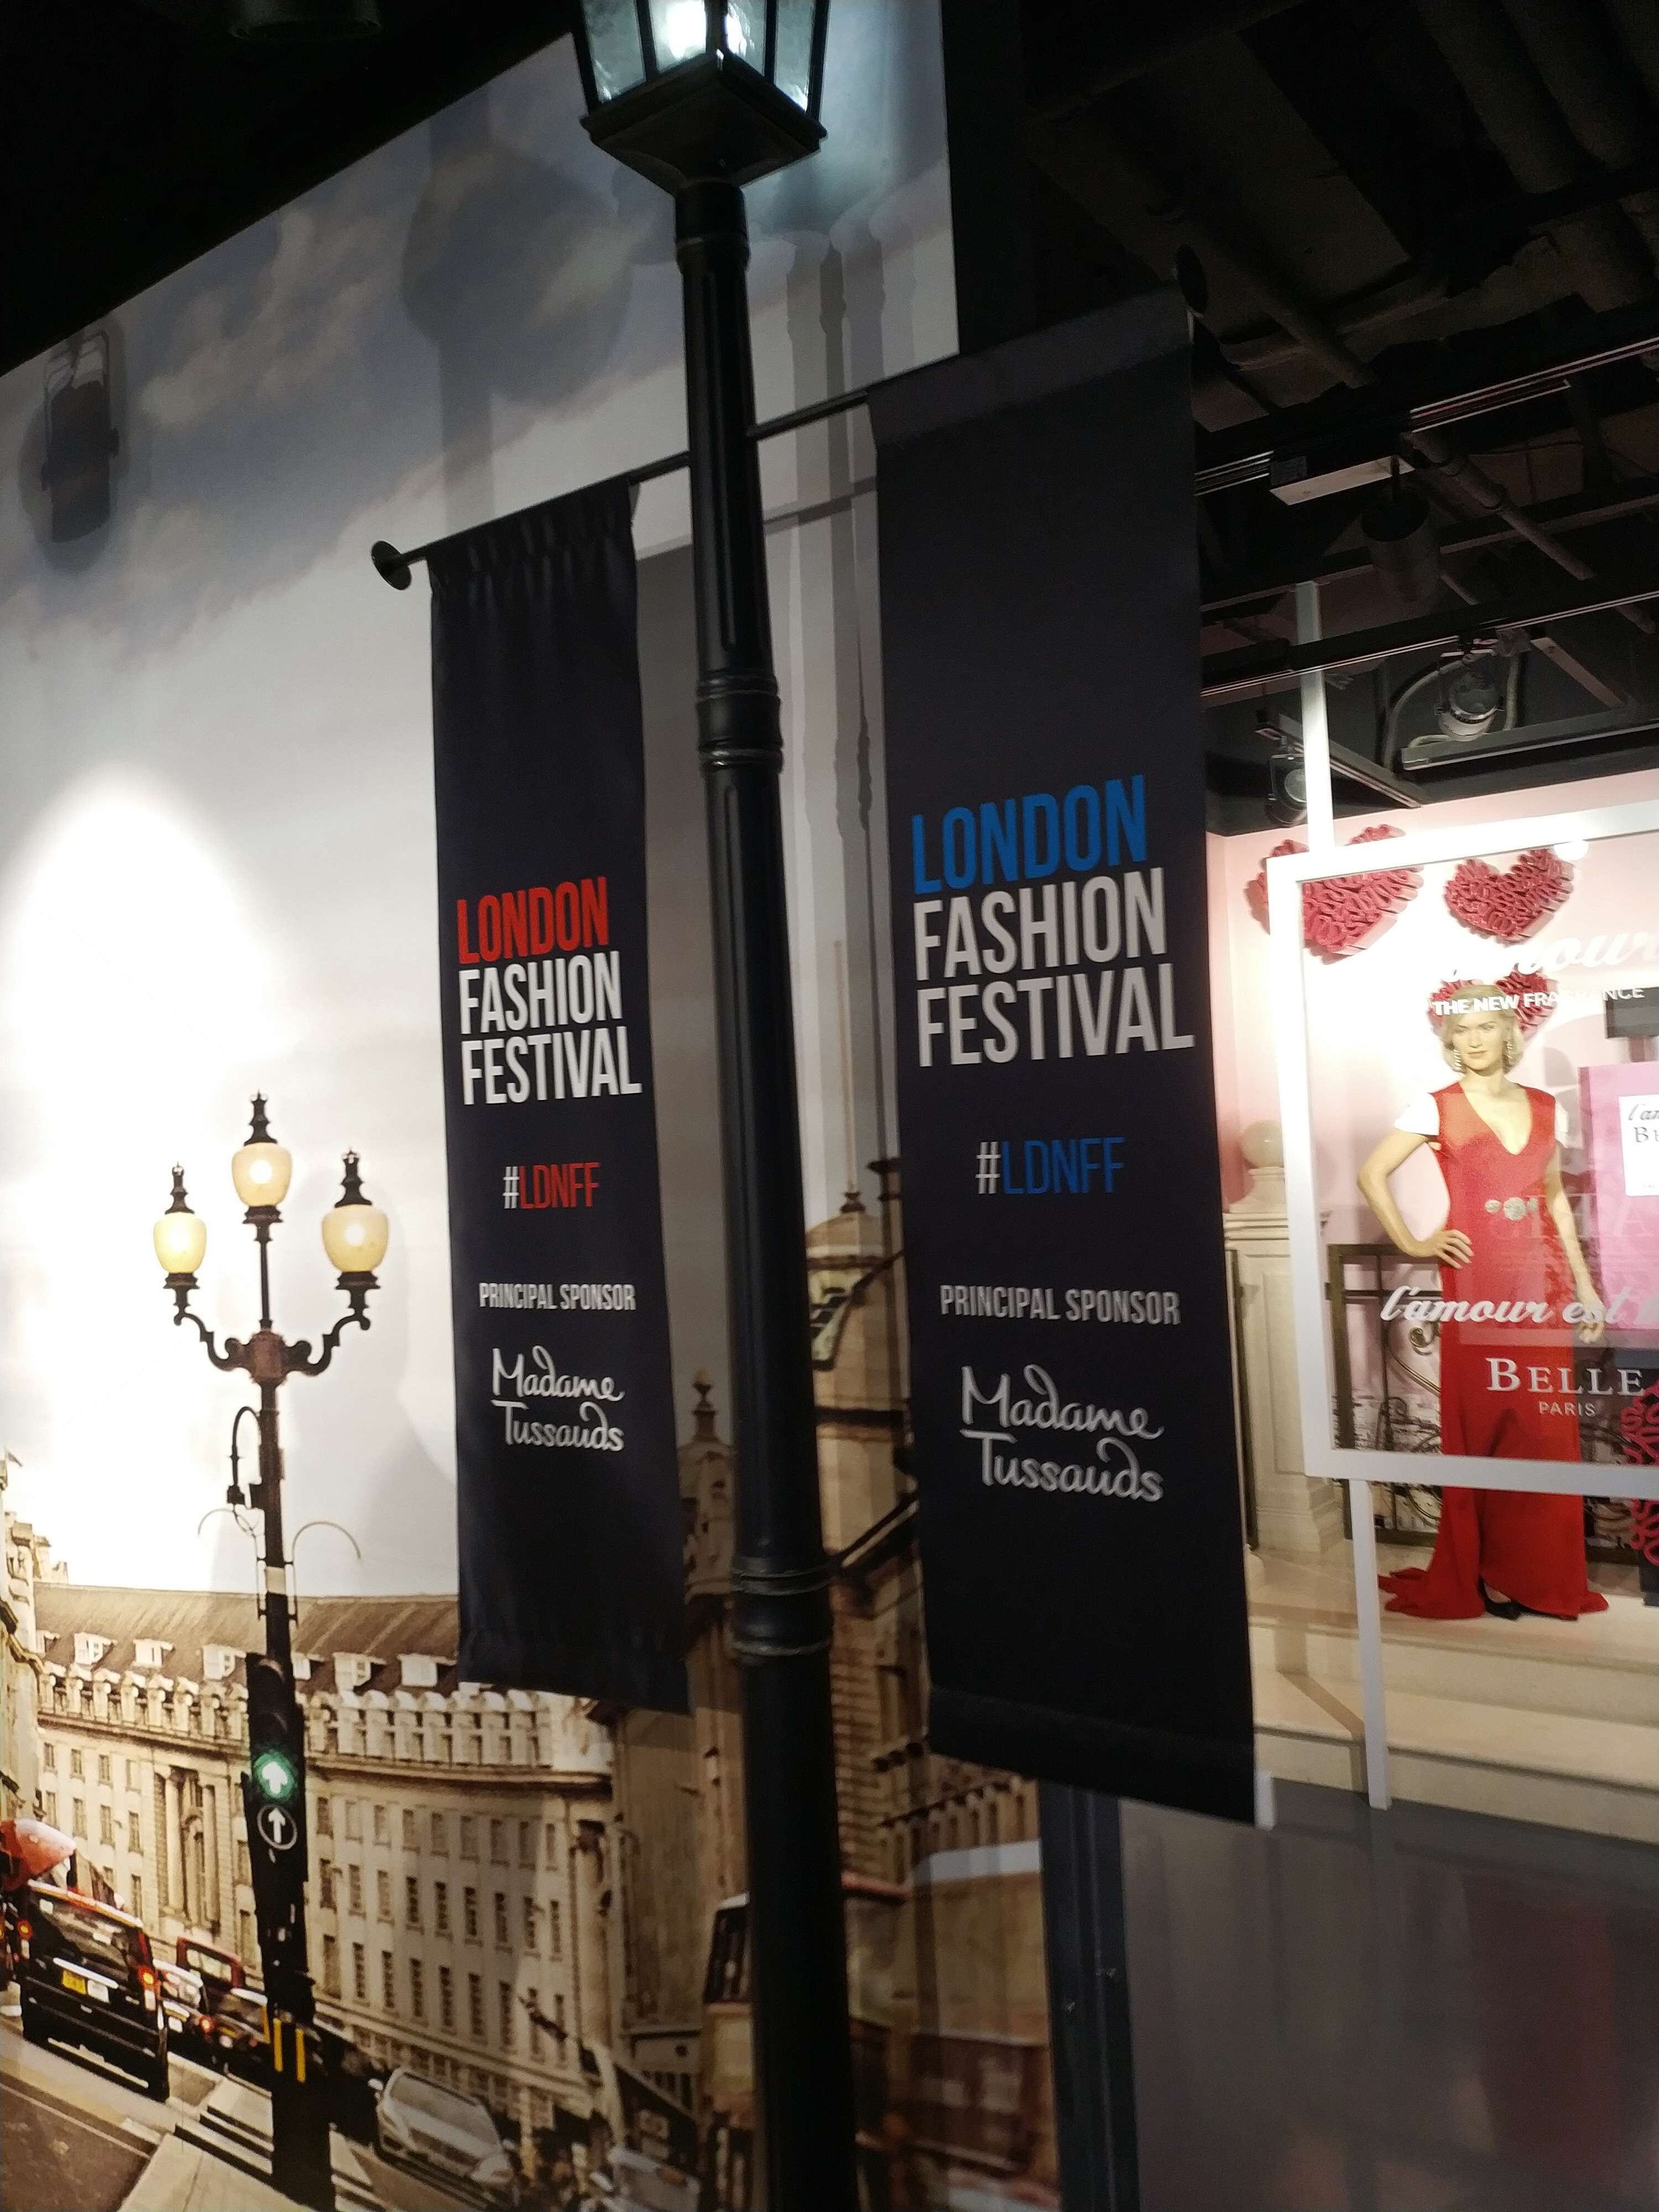 LONDON
FASHION
FESTIVAL
#LDNFF
PRINCIPAL SPONSOR
Madame
Tussauds
LONDON
FASHION
FESTIVAL
#LDNFF
PRINCIPAL SPONSOR
Madame
Tussauds
THE NEW FRAGRANCE
l'amour est
BELLE
PARIS